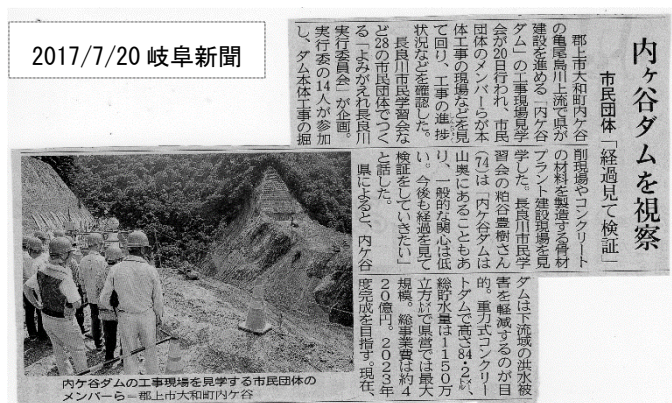 2017/7/20 岐阜新聞
内ヶ谷ダムを視察
市民団体「経過見て検証」
郡上市大和町内ケ谷
の亀尾島川上流で県が
建設を進める「内ケ谷
ダム」の工事現場見学
会が20日行われ、市民
団体のメンバーらが本
体工事の現場などを見
て回り、工事の進捗
状況などを確認した。
長良川市民学習会な
ど28の市民団体でつく
る「よみがえれ長良川
実行委員会」が企画。
実行委の14人が参加
し、ダム本体工事の掘
削現場やコンクリート
の材料を製造する骨材
プラント建設現場を見
学した。長良川市民学
習会の粕谷豊樹さん
(74)は「内ケ谷ダムは
山奥にあることもあ
り、一般的な関心は低
い。今後も経過を見て
検証をしていきたい」
と話した。
県によると、内ケ谷
ダムは下流域の洪水被
害を軽減するのが目
的。重力式コンクリー
トダムで高さ84・2㍍、
総貯水量は1150万
立方㍍で県営では最大
規模。総事業費は約4
20億円。2023年
度完成を目指す。現在、
内ケ谷ダムの工事現場を見学する市民団体の
メンバーら＝郡上市大和町内ケ谷